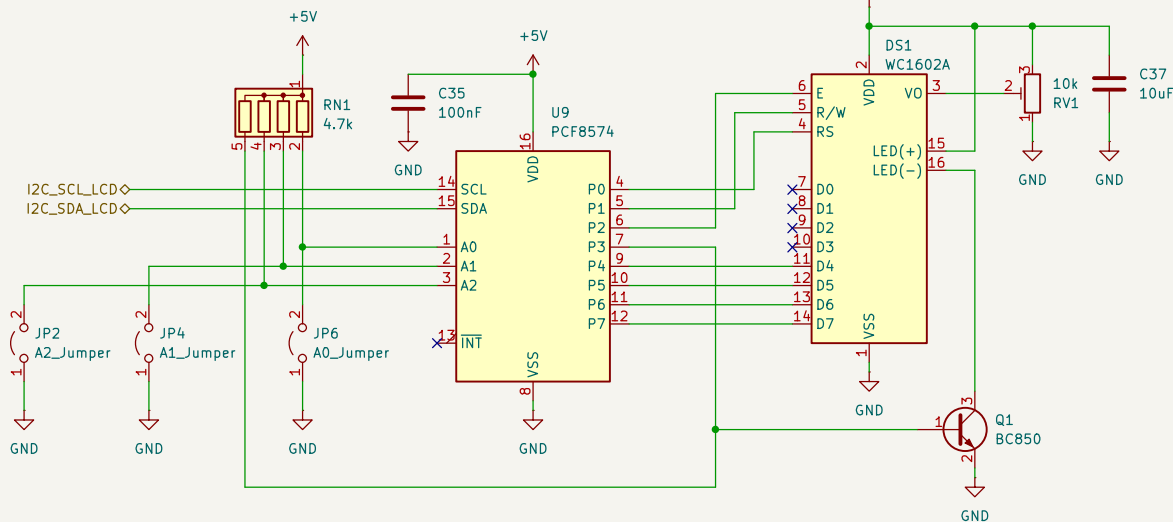 +5V
+5V
1
RN1
4.7k
5
4
3
2
C35
100nF
GND
U9
PCF8574
16
VDD
I2C_SCL_LCD
I2C_SDA_LCD
14
SCL
15
SDA
1
A0
2
A1
3
A2
13
INT
P0
4
P1
5
P2
6
P3
7
P4
9
P5
10
P6
11
P7
12
VSS
8
GND
2
JP2
A2_Jumper
1
GND
2
JP4
A1_Jumper
1
GND
2
JP6
A0_Jumper
1
GND
DS1
WC1602A
2
VDD
6
E
5
R/W
4
RS
7
D0
8
D1
9
D2
10
D3
11
D4
12
D5
13
D6
14
D7
VO
3
LED(+)
15
LED(-)
16
VSS
1
GND
3
2
1
10k
RV1
GND
C37
10uF
GND
3
1
2
Q1
BC850
GND